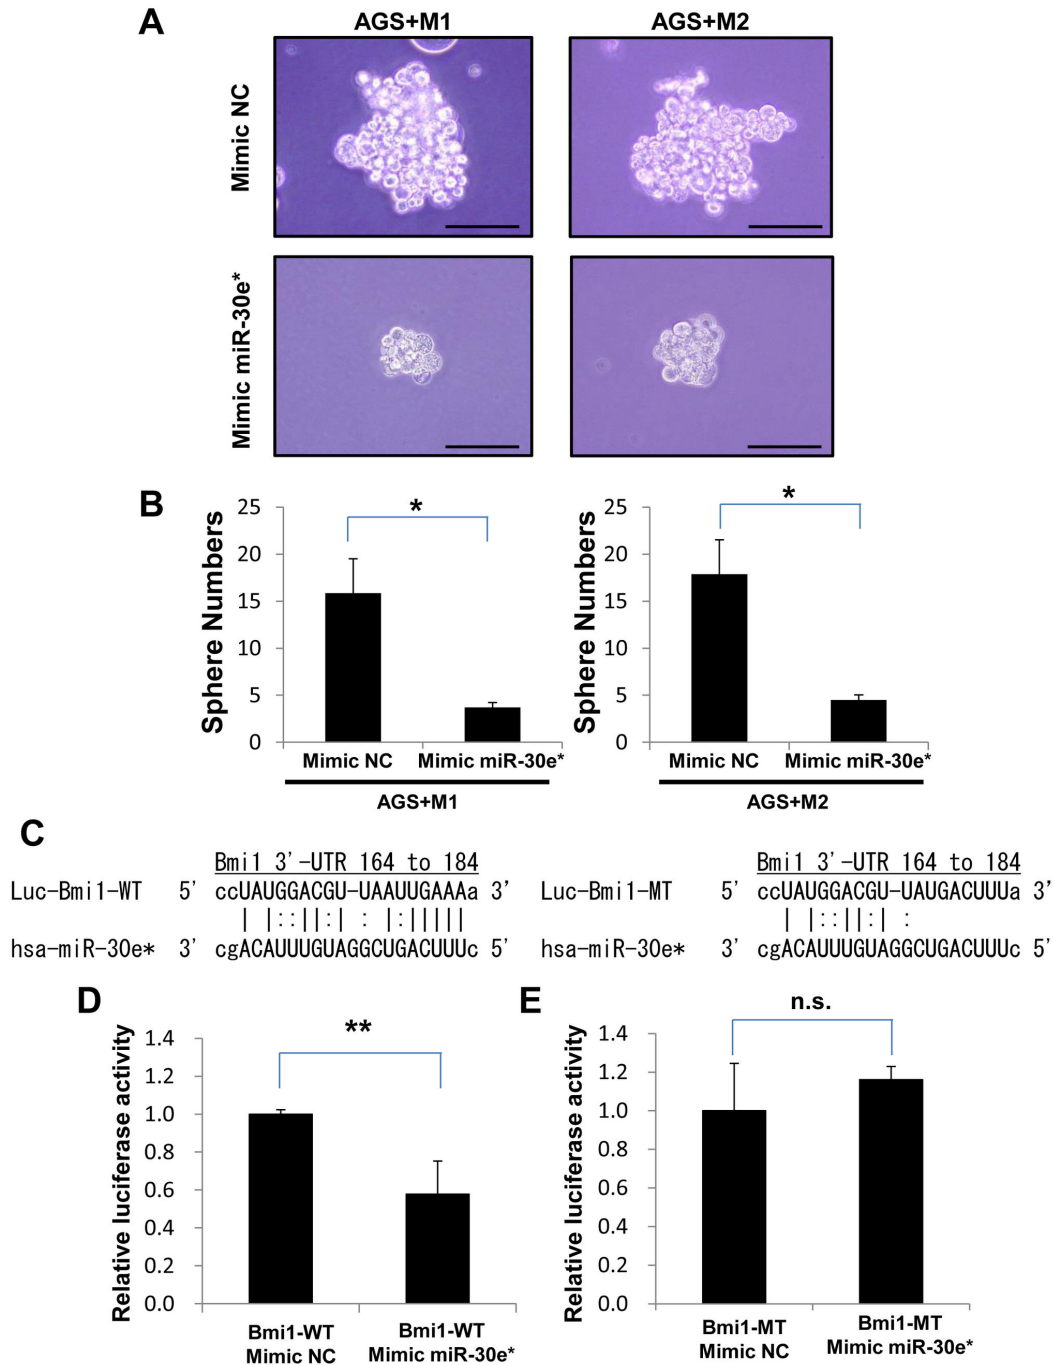 A
AGS+M1
AGS+M2
Mimic NC
Mimic miR-30e*
B
Sphere Numbers
25
20
15
10
5
0
*
Mimic NC
Mimic miR-30e*
AGS+M1
Sphere Numbers
25
20
15
10
5
0
*
Mimic NC
Mimic miR-30e*
AGS+M2
C
Bmi1 3'-UTR 164 to 184
Luc-Bmi1-WT 5' ccUAUGGACGU-UAAUUGAAAa 3'
hsa-miR-30e* 3' cgACAUUUGUAGGCUGACUUUc 5'
Bmi1 3'-UTR 164 to 184
Luc-Bmi1-MT 5' ccUAUGGACGU-UAUGACUUUa 3'
hsa-miR-30e* 3' cgACAUUUGUAGGCUGACUUUc 5'
D
Relative luciferase activity
1.4
1.2
1.0
0.8
0.6
0.4
0.2
0.0
**
Bmi1-WT
Mimic NC
Bmi1-WT
Mimic miR-30e*
E
Relative luciferase activity
1.4
1.2
1.0
0.8
0.6
0.4
0.2
0.0
n.s.
Bmi1-MT
Mimic NC
Bmi1-MT
Mimic miR-30e*